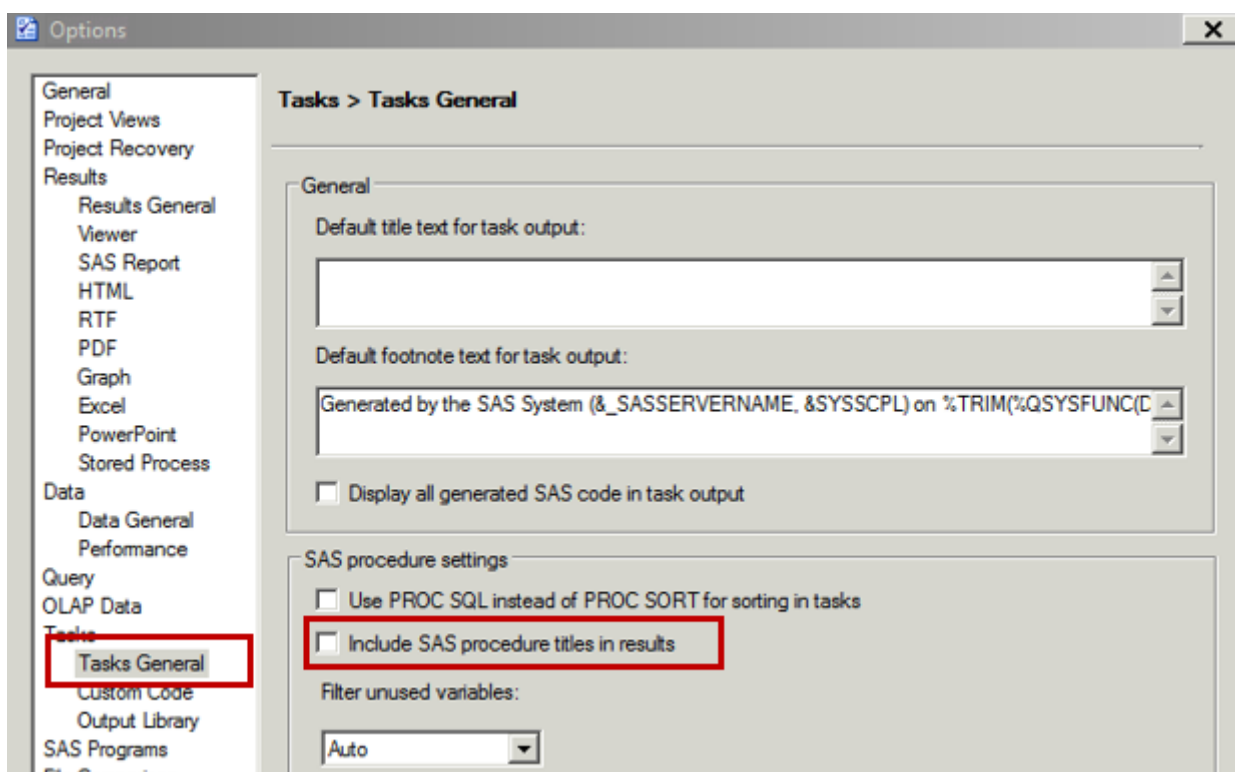 Options
General
Project Views
Project Recovery
Results
Results General
Viewer
SAS Report
HTML
RTF
PDF
Graph
Excel
PowerPoint
Stored Process
Data
Data General
Performance
Query
OLAP Data
Tasks
Tasks General
Custom Code
Output Library
SAS Programs
Tasks > Tasks General
General
Default title text for task output:
Default footnote text for task output:
Generated by the SAS System (&_SASSERVERNAME, &SYSSCPL) on %TRIM(%QSYSFUNC(D
Display all generated SAS code in task output
SAS procedure settings
Use PROC SQL instead of PROC SORT for sorting in tasks
Include SAS procedure titles in results
Filter unused variables:
Auto